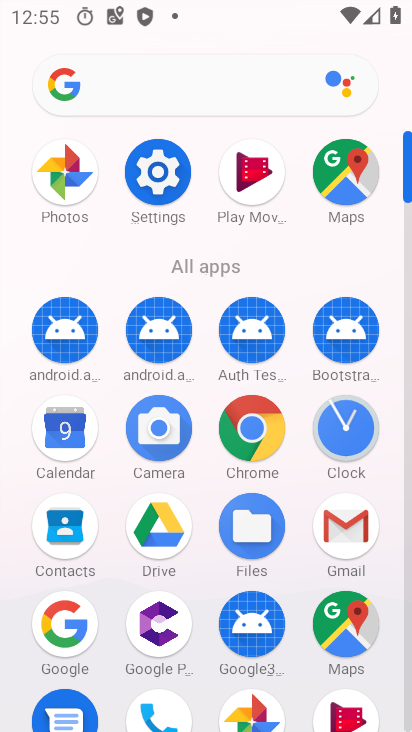 12:55
Photos Settings Play Mov... Maps
All apps
android.a... android.a... Auth Tes... Bootstra...
9
Calendar Camera Chrome Clock
Contacts Drive Files Gmail
Google Google P... Google3... Maps